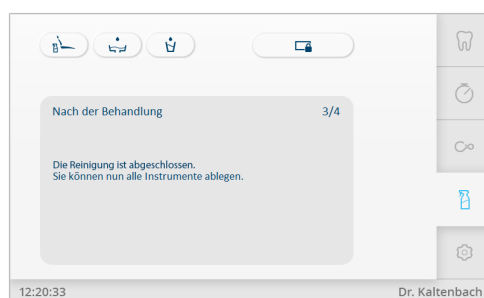 Nach der Behandlung 3/4
Die Reinigung ist abgeschlossen.
Sie können nun alle Instrumente ablegen.
12:20:33 Dr. Kaltenbach